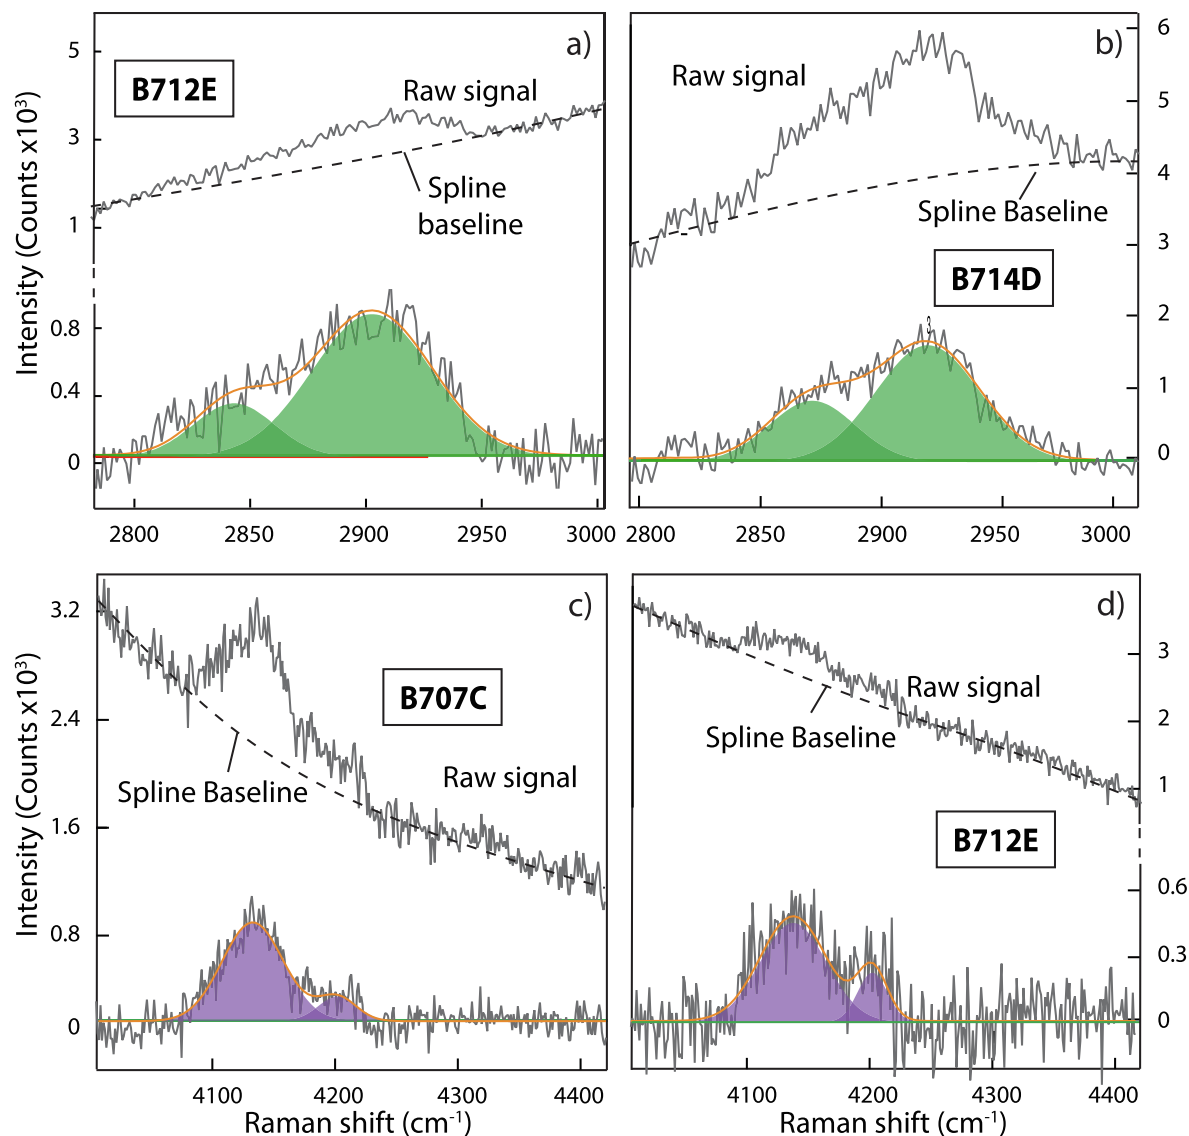 a)
B712E
Raw signal
Spline
baseline
5
3
1
0.8
0.4
0
Intensity (Counts x10³)
2800 2850 2900 2950 3000
b)
Raw signal
Spline Baseline
B714D
6
5
4
3
2
1
0
2800 2850 2900 2950 3000
c)
B707C
Spline Baseline
Raw signal
3.2
2.4
1.6
0.8
0
Intensity (Counts x10³)
4100 4200 4300 4400
Raman shift (cm⁻¹)
d)
Raw signal
Spline Baseline
B712E
3
2
1
0.6
0.3
0
4100 4200 4300 4400
Raman shift (cm⁻¹)